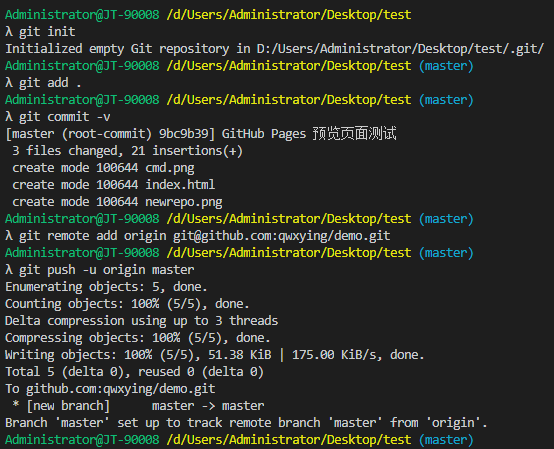 Administrator@JT-90008 /d/Users/Administrator/Desktop/test
λ git init
Initialized empty Git repository in D:/Users/Administrator/Desktop/test/.git/
Administrator@JT-90008 /d/Users/Administrator/Desktop/test (master)
λ git add .
Administrator@JT-90008 /d/Users/Administrator/Desktop/test (master)
λ git commit -v
[master (root-commit) 9bc9b39] GitHub Pages 预览页面测试
 3 files changed, 21 insertions(+)
 create mode 100644 cmd.png
 create mode 100644 index.html
 create mode 100644 newrepo.png
Administrator@JT-90008 /d/Users/Administrator/Desktop/test (master)
λ git remote add origin git@github.com:qwxying/demo.git
Administrator@JT-90008 /d/Users/Administrator/Desktop/test (master)
λ git push -u origin master
Enumerating objects: 5, done.
Counting objects: 100% (5/5), done.
Delta compression using up to 3 threads
Compressing objects: 100% (5/5), done.
Writing objects: 100% (5/5), 51.38 KiB | 175.00 KiB/s, done.
Total 5 (delta 0), reused 0 (delta 0)
To github.com:qwxying/demo.git
 * [new branch]      master -> master
Branch 'master' set up to track remote branch 'master' from 'origin'.
Administrator@JT-90008 /d/Users/Administrator/Desktop/test (master)